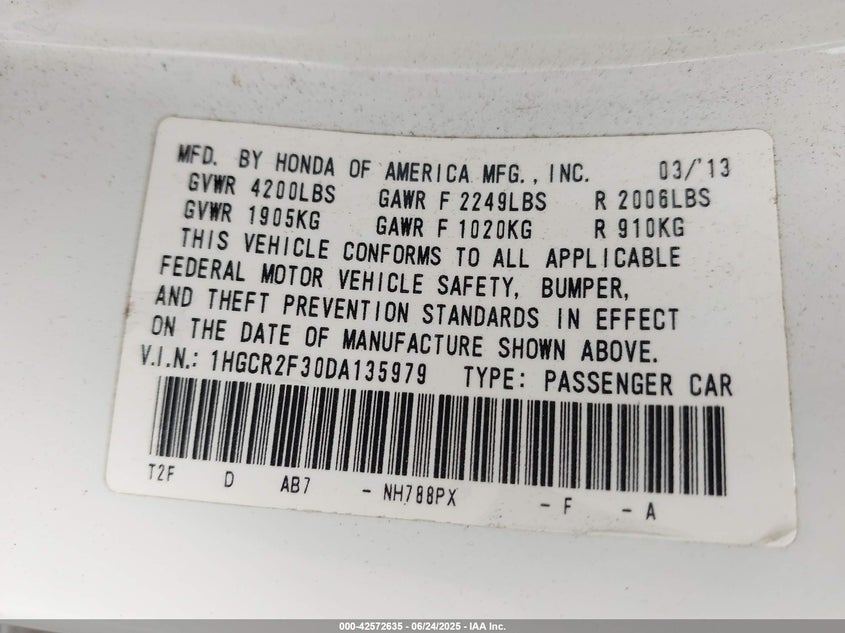 MFD. BY HONDA OF AMERICA MFG., INC. 03/'13
GVWR 4200LBS GAWR F 2249LBS R 2006LBS
GVWR 1905KG GAWR F 1020KG R 910KG
THIS VEHICLE CONFORMS TO ALL APPLICABLE
FEDERAL MOTOR VEHICLE SAFETY, BUMPER,
AND THEFT PREVENTION STANDARDS IN EFFECT
ON THE DATE OF MANUFACTURE SHOWN ABOVE.
V.I.N.: 1HGCR2F30DA135979 TYPE: PASSENGER CAR
T2F D AB7 - NH788PX - F - A
000-42572635 - 06/24/2025 - IAA Inc.